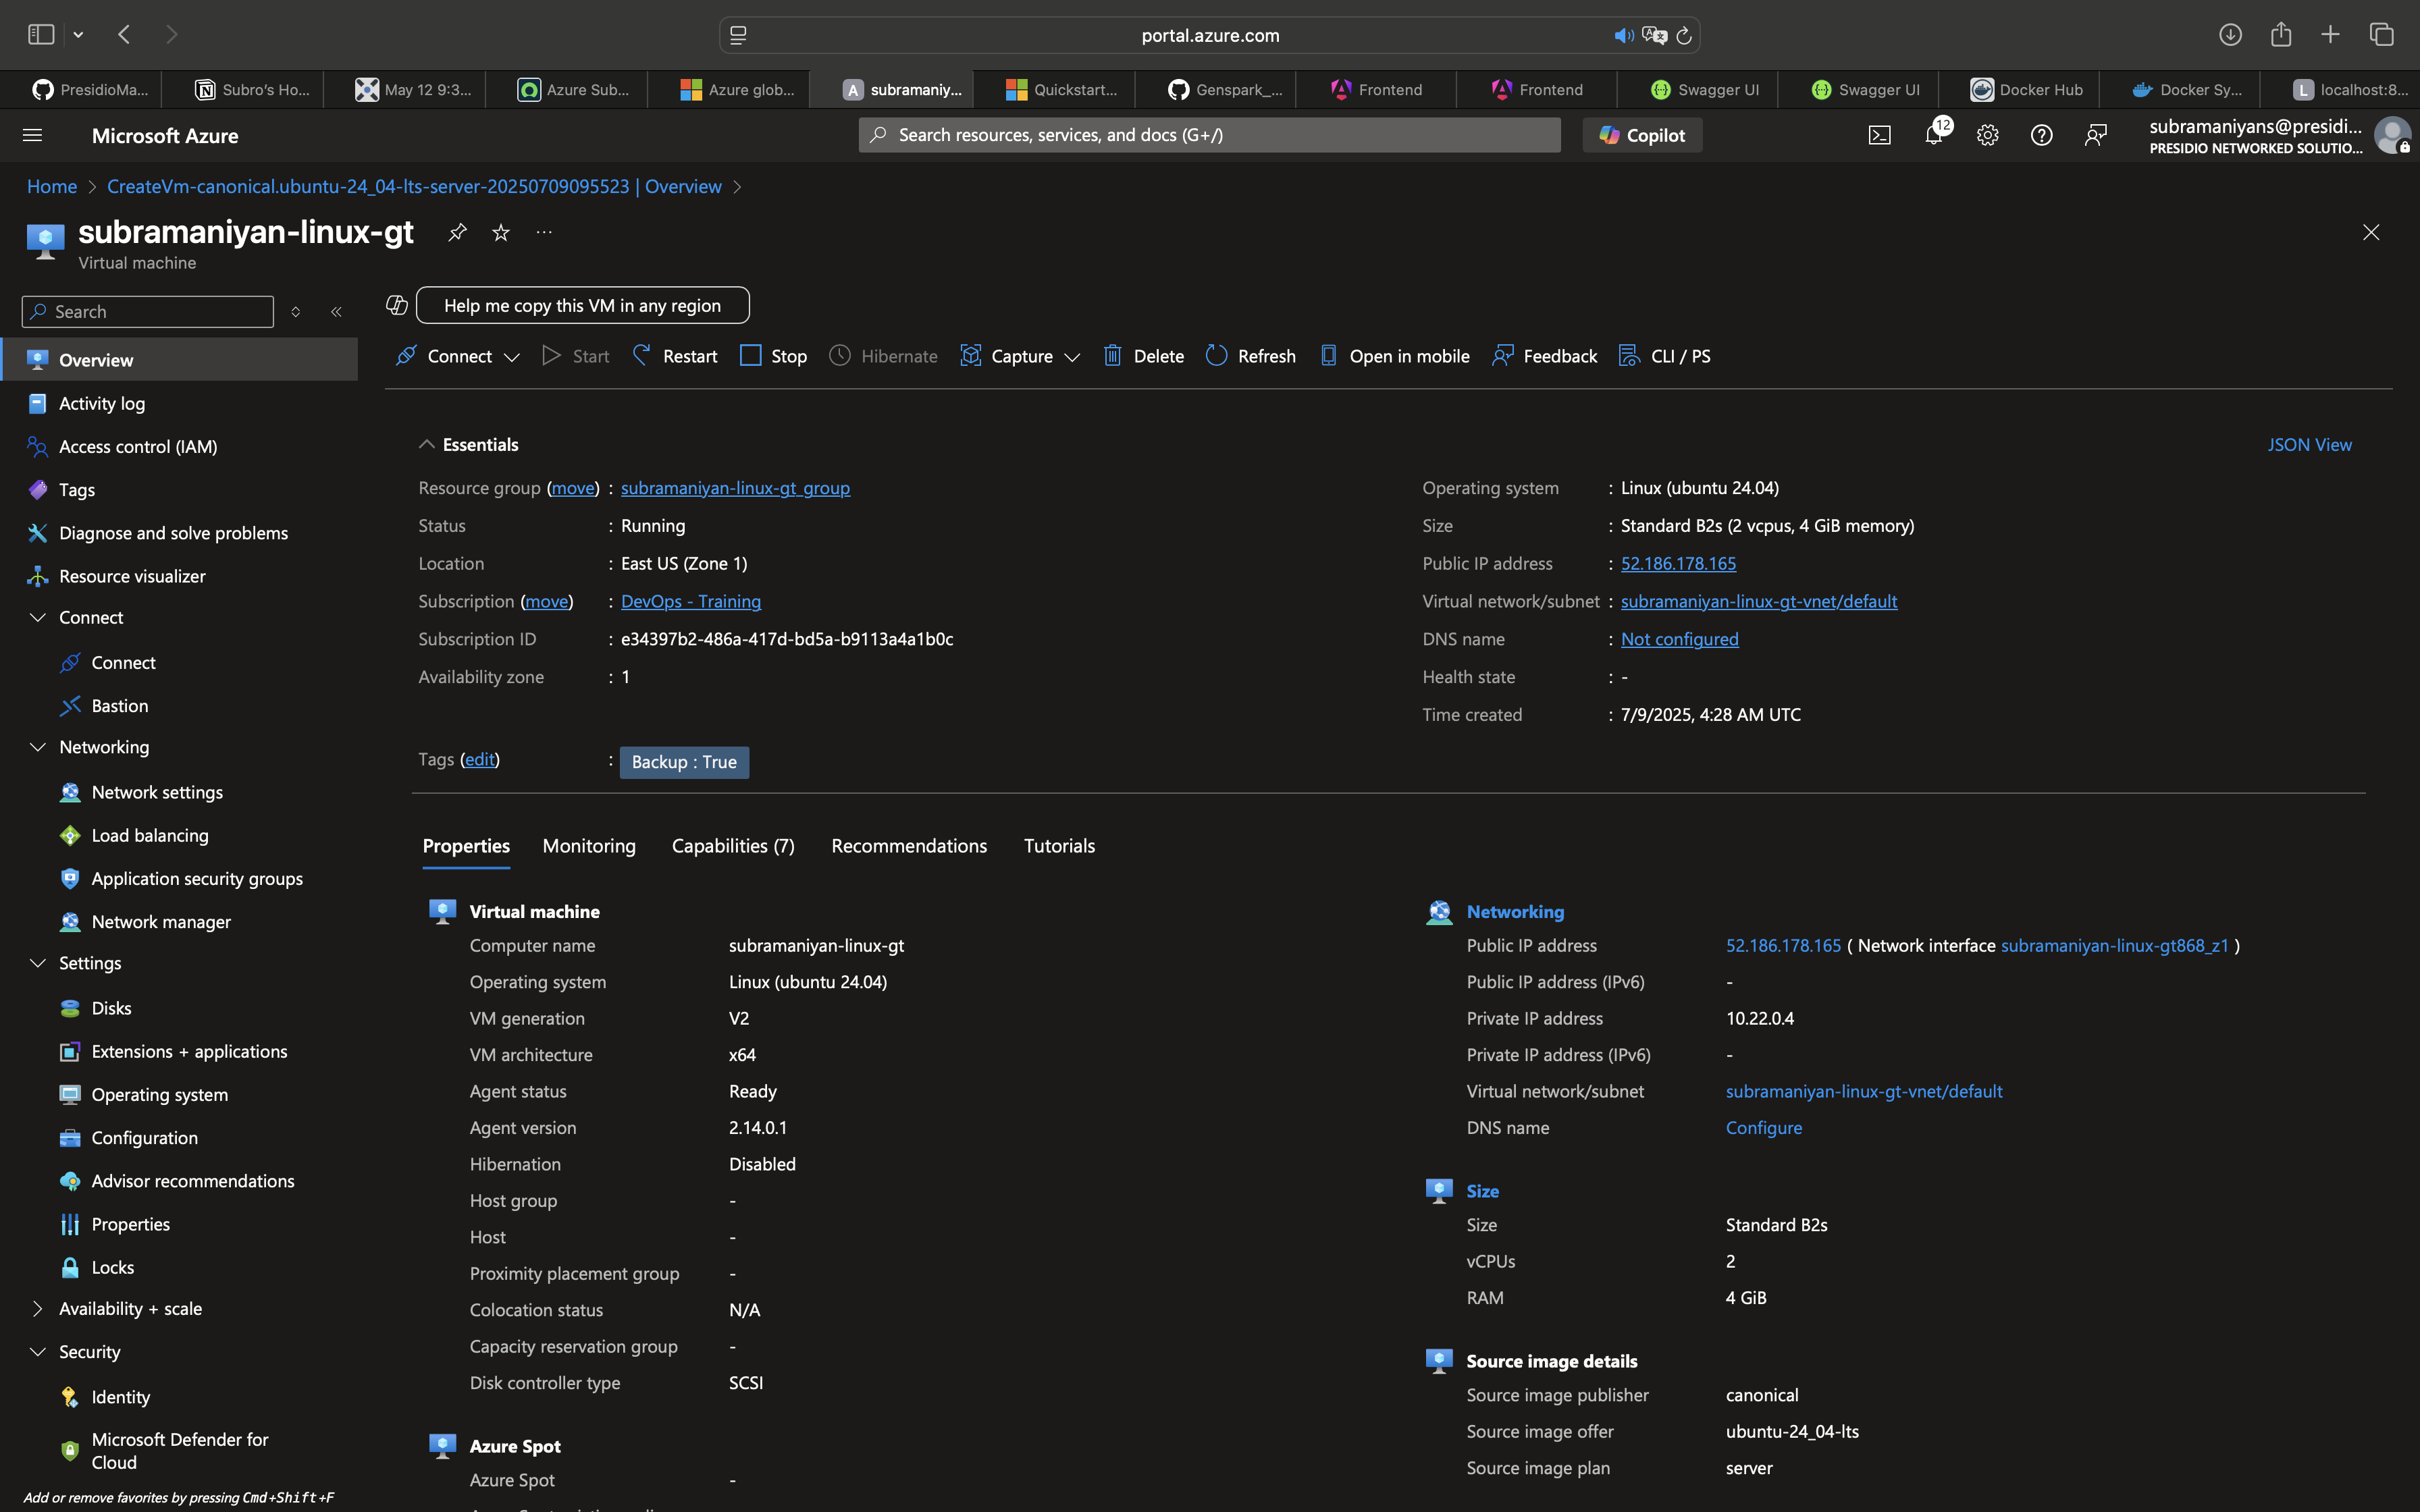 portal.azure.com
PresidioMa...
Subro's Ho...
May 12 9:3...
Azure Sub...
Azure glob...
A
subramaniy...
Quickstart...
Genspark_...
Frontend
Frontend
Swagger UI
Swagger UI
Docker Hub
Docker Sy...
L
localhost:8...
Microsoft Azure
Search resources, services, and docs (G+/)
Copilot
12
subramaniyans@presidi...
PRESIDIO NETWORKED SOLUTIO...
Home > CreateVm-canonical.ubuntu-24_04-lts-server-20250709095523 | Overview >
subramaniyan-linux-gt
Virtual machine
Search
Help me copy this VM in any region
Overview
Connect
Start
Restart
Stop
Hibernate
Capture
Delete
Refresh
Open in mobile
Feedback
CLI / PS
Activity log
Access control (IAM)
Tags
Diagnose and solve problems
Resource visualizer
Connect
Connect
Bastion
Networking
Network settings
Load balancing
Application security groups
Network manager
Settings
Disks
Extensions + applications
Operating system
Configuration
Advisor recommendations
Properties
Locks
Availability + scale
Security
Identity
Microsoft Defender for
Cloud
Add or remove favorites by pressing Cmd+Shift+F
Essentials
JSON View
Resource group (move) : subramaniyan-linux-gt_group
Status : Running
Location : East US (Zone 1)
Subscription (move) : DevOps - Training
Subscription ID : e34397b2-486a-417d-bd5a-b9113a4a1b0c
Availability zone : 1
Operating system : Linux (ubuntu 24.04)
Size : Standard B2s (2 vcpus, 4 GiB memory)
Public IP address : 52.186.178.165
Virtual network/subnet : subramaniyan-linux-gt-vnet/default
DNS name : Not configured
Health state : -
Time created : 7/9/2025, 4:28 AM UTC
Tags (edit) : Backup : True
Properties
Monitoring
Capabilities (7)
Recommendations
Tutorials
Virtual machine
Computer name subramaniyan-linux-gt
Operating system Linux (ubuntu 24.04)
VM generation V2
VM architecture x64
Agent status Ready
Agent version 2.14.0.1
Hibernation Disabled
Host group -
Host -
Proximity placement group -
Colocation status N/A
Capacity reservation group -
Disk controller type SCSI
Azure Spot
Azure Spot -
Networking
Public IP address 52.186.178.165 ( Network interface subramaniyan-linux-gt868_z1 )
Public IP address (IPv6) -
Private IP address 10.22.0.4
Private IP address (IPv6) -
Virtual network/subnet subramaniyan-linux-gt-vnet/default
DNS name Configure
Size
Size Standard B2s
vCPUs 2
RAM 4 GiB
Source image details
Source image publisher canonical
Source image offer ubuntu-24_04-lts
Source image plan server